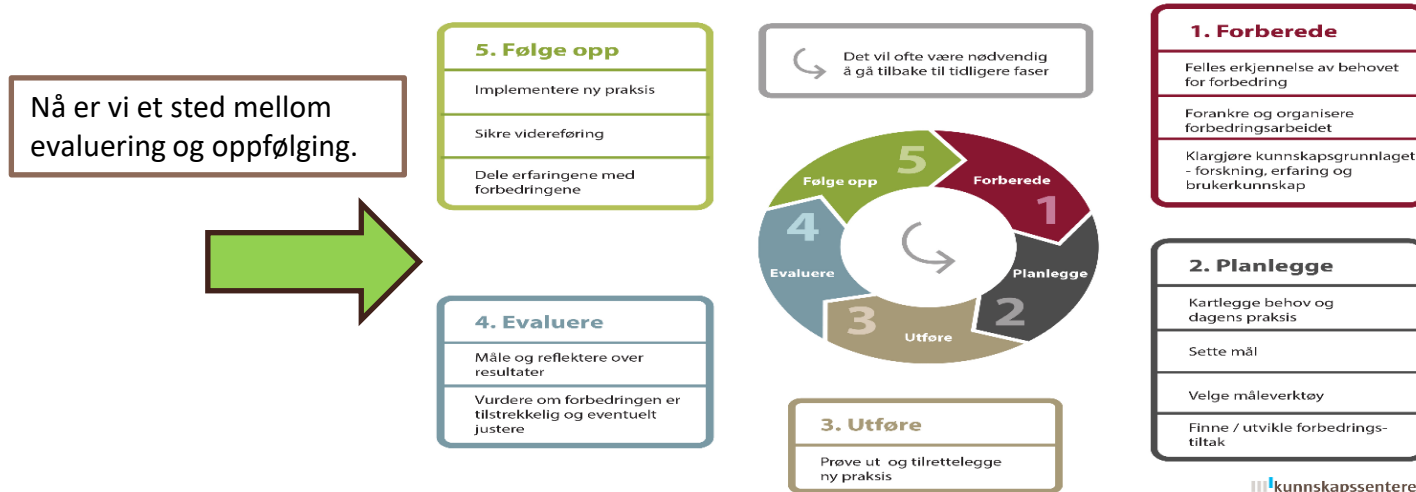 Nå er vi et sted mellom
evaluering og oppfølging.
5. Følge opp
Implementere ny praksis
Sikre videreføring
Dele erfaringene med
forbedringene
Det vil ofte være nødvendig
å gå tilbake til tidligere faser
1. Forberede
Felles erkjennelse av behovet
for forbedring
Forankre og organisere
forbedringsarbeidet
Klargjøre kunnskapsgrunnlaget
- forskning, erfaring og
brukerkunnskap
5
Følge opp
Forberede
1
4
Evaluere
Planlegge
2
3
Utføre
2. Planlegge
Kartlegge behov og
dagens praksis
Sette mål
Velge måleverktøy
Finne / utvikle forbedrings-
tiltak
4. Evaluere
Måle og reflektere over
resultater
Vurdere om forbedringen er
tilstrekkelig og eventuelt
justere
3. Utføre
Prøve ut og tilrettelegge
ny praksis
kunnskapssentere